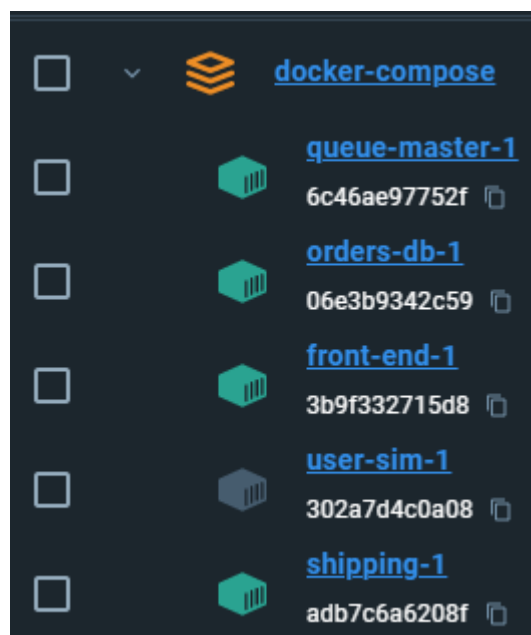 docker-compose
queue-master-1
6c46ae97752f
orders-db-1
06e3b9342c59
front-end-1
3b9f332715d8
user-sim-1
302a7d4c0a08
shipping-1
adb7c6a6208f